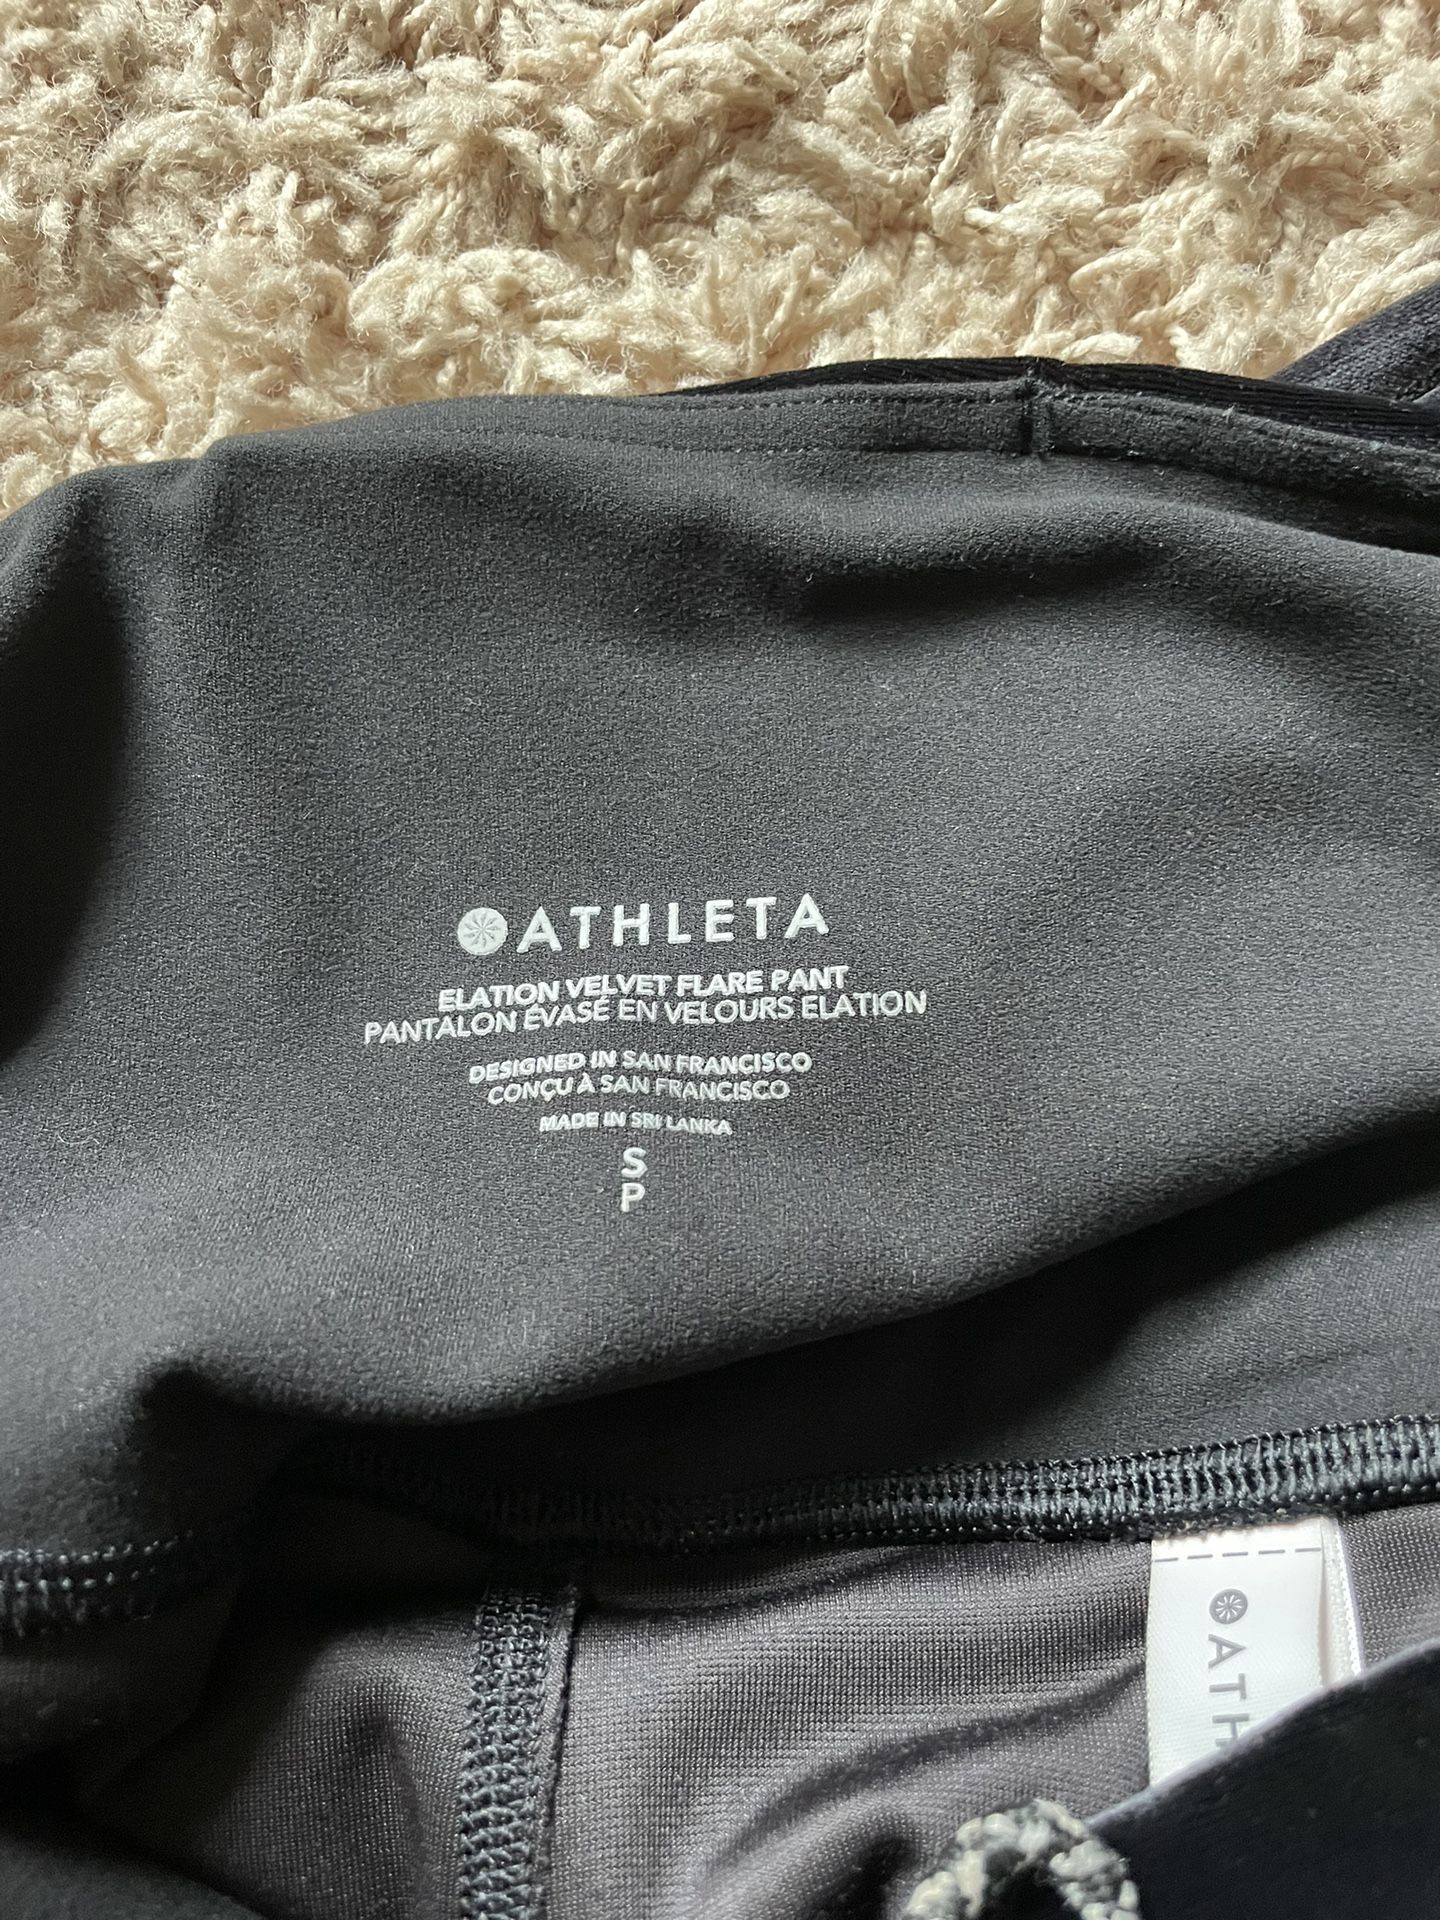 ATHLETA
ELATION VELVET FLARE PANT
PANTALON ÉVASÉ EN VELOURS ELATION
DESIGNED IN SAN FRANCISCO
CONÇU À SAN FRANCISCO
MADE IN SRI LANKA
S
P
ATH